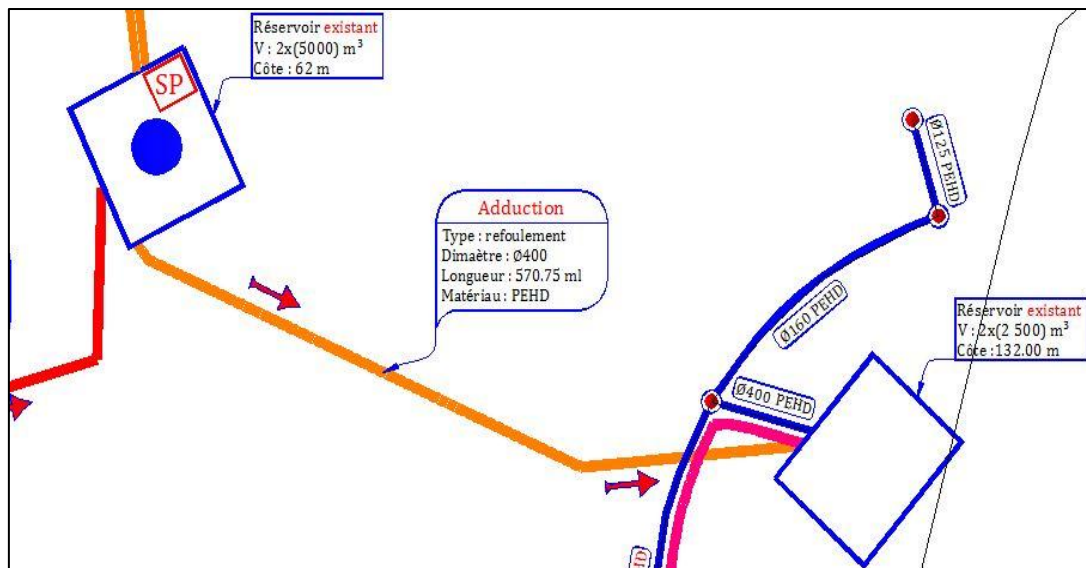 Réservoir existant
V : 2x(5000) m³
Côte : 62 m
SP
Adduction
Type : refoulement
Dimaètre : Ø400
Longueur : 570.75 ml
Matériau : PEHD
Ø125 PEHD
Ø160 PEHD
Réservoir existant
V : 2x(2 500) m³
Côte :132.00 m
Ø400 PEHD